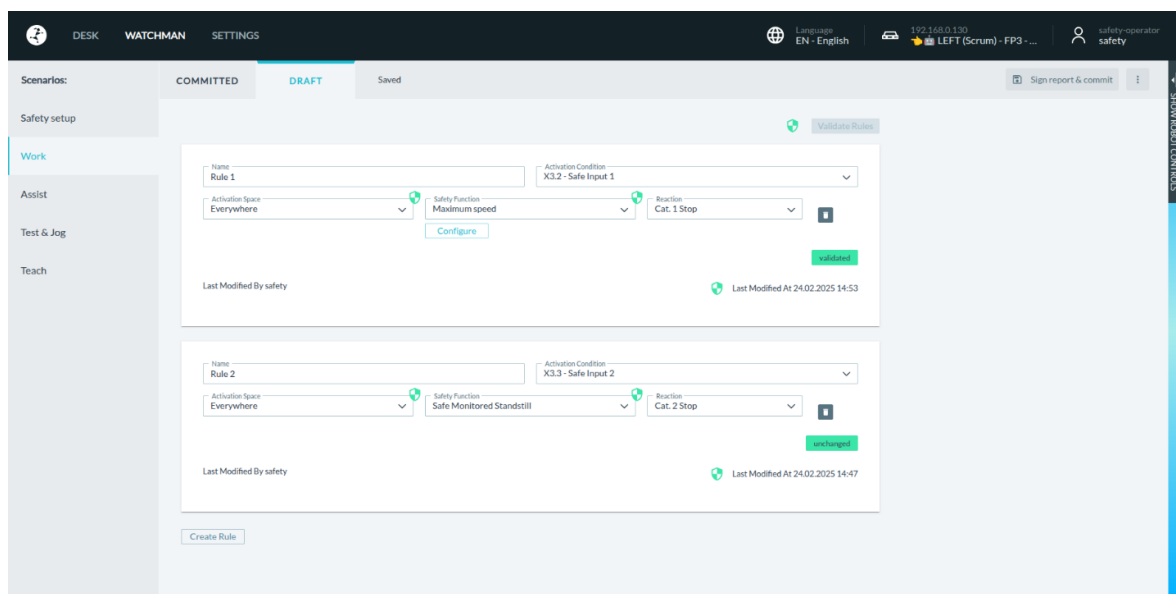 DESK WATCHMAN SETTINGS
Language
EN - English
192.168.0.130
LEFT (Scrum) - FP3 - ...
safety-operator
safety
Scenarios:
COMMITTED DRAFT Saved
Sign report & commit
SHOW ROBOT CONTROLS
Safety setup
Validate Rules
Work
Name
Rule 1
Activation Condition
X3.2 - Safe Input 1
Assist
Activation Space
Everywhere
Safety Function
Maximum speed
Reaction
Cat. 1 Stop
Test & Jog
Configure
validated
Teach
Last Modified By safety
Last Modified At 24.02.2025 14:53
Name
Rule 2
Activation Condition
X3.3 - Safe Input 2
Activation Space
Everywhere
Safety Function
Safe Monitored Standstill
Reaction
Cat. 2 Stop
unchanged
Last Modified By safety
Last Modified At 24.02.2025 14:47
Create Rule